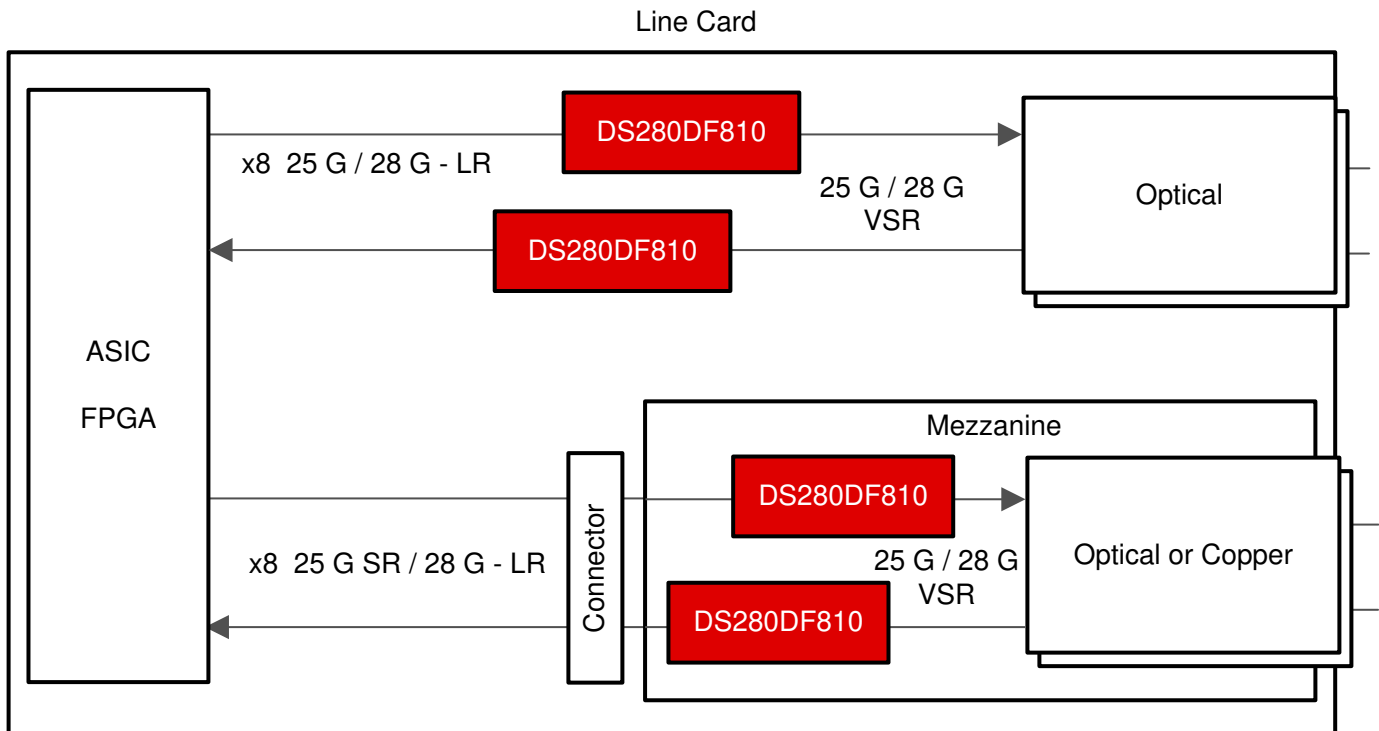 Line Card
DS280DF810
x8 25 G / 28 G - LR
25 G / 28 G
VSR
Optical
DS280DF810
ASIC
FPGA
Mezzanine
DS280DF810
Connector
x8 25 G SR / 28 G - LR
25 G / 28 G
VSR
Optical or Copper
DS280DF810